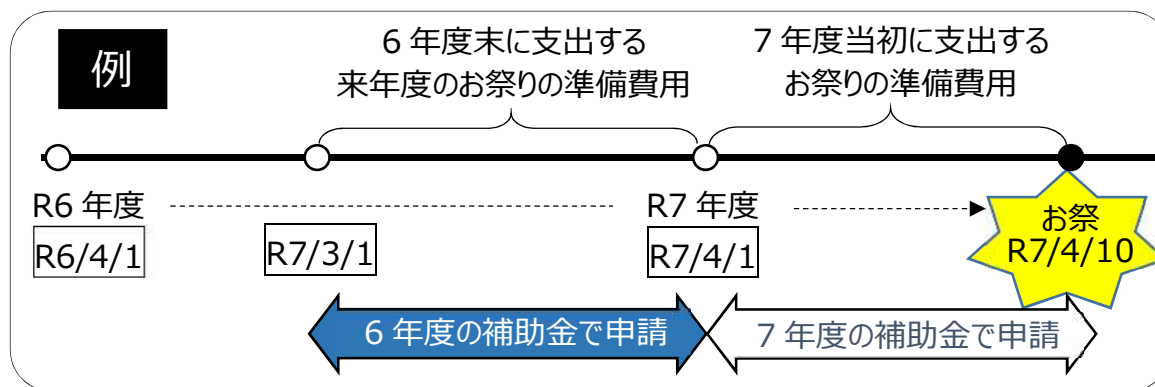 例
6 年度末に支出する
来年度のお祭りの準備費用
7 年度当初に支出する
お祭りの準備費用
R6 年度
R6/4/1
R7/3/1
R7 年度
R7/4/1
お祭
R7/4/10
6 年度の補助金で申請
7 年度の補助金で申請